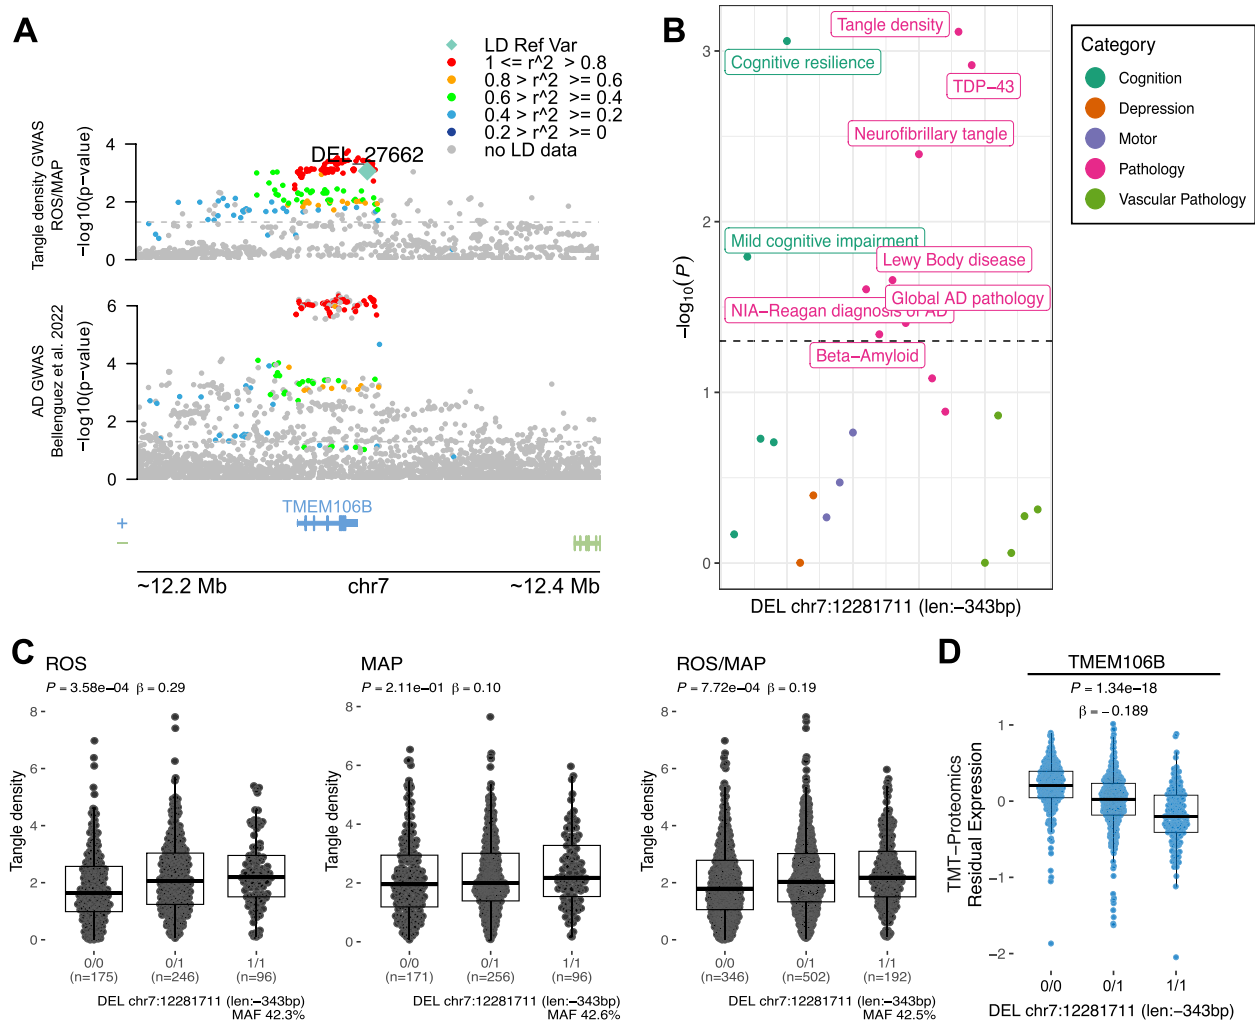 A
LD Ref Var
1 <= r^2 > 0.8
0.8 > r^2 >= 0.6
0.6 > r^2 >= 0.4
0.4 > r^2 >= 0.2
0.2 > r^2 >= 0
no LD data
Tangle density GWAS
ROS/MAP
−log10(p−value)
4
2
0
DEL_27662
AD GWAS
Bellenguez et al. 2022
−log10(p−value)
6
4
2
0
TMEM106B
+
−
~12.2 Mb
chr7
~12.4 Mb
B
−log10(P)
3
2
1
0
Tangle density
Cognitive resilience
TDP−43
Neurofibrillary tangle
Mild cognitive impairment
Lewy Body disease
Global AD pathology
NIA−Reagan diagnosis of AD
Beta−Amyloid
DEL chr7:12281711 (len:−343bp)
Category
Cognition
Depression
Motor
Pathology
Vascular Pathology
C
ROS
P = 3.58e−04 β = 0.29
Tangle density
8
6
4
2
0
0/0 0/1 1/1
(n=175) (n=246) (n=96)
DEL chr7:12281711 (len:−343bp)
MAF 42.3%
MAP
P = 2.11e−01 β = 0.10
Tangle density
8
6
4
2
0
0/0 0/1 1/1
(n=171) (n=256) (n=96)
DEL chr7:12281711 (len:−343bp)
MAF 42.6%
ROS/MAP
P = 7.72e−04 β = 0.19
Tangle density
8
6
4
2
0
0/0 0/1 1/1
(n=346) (n=502) (n=192)
DEL chr7:12281711 (len:−343bp)
MAF 42.5%
D
TMEM106B
P = 1.34e−18
β = −0.189
TMT−Proteomics
Residual Expression
1
0
−1
−2
0/0 0/1 1/1
DEL chr7:12281711 (len:−343bp)